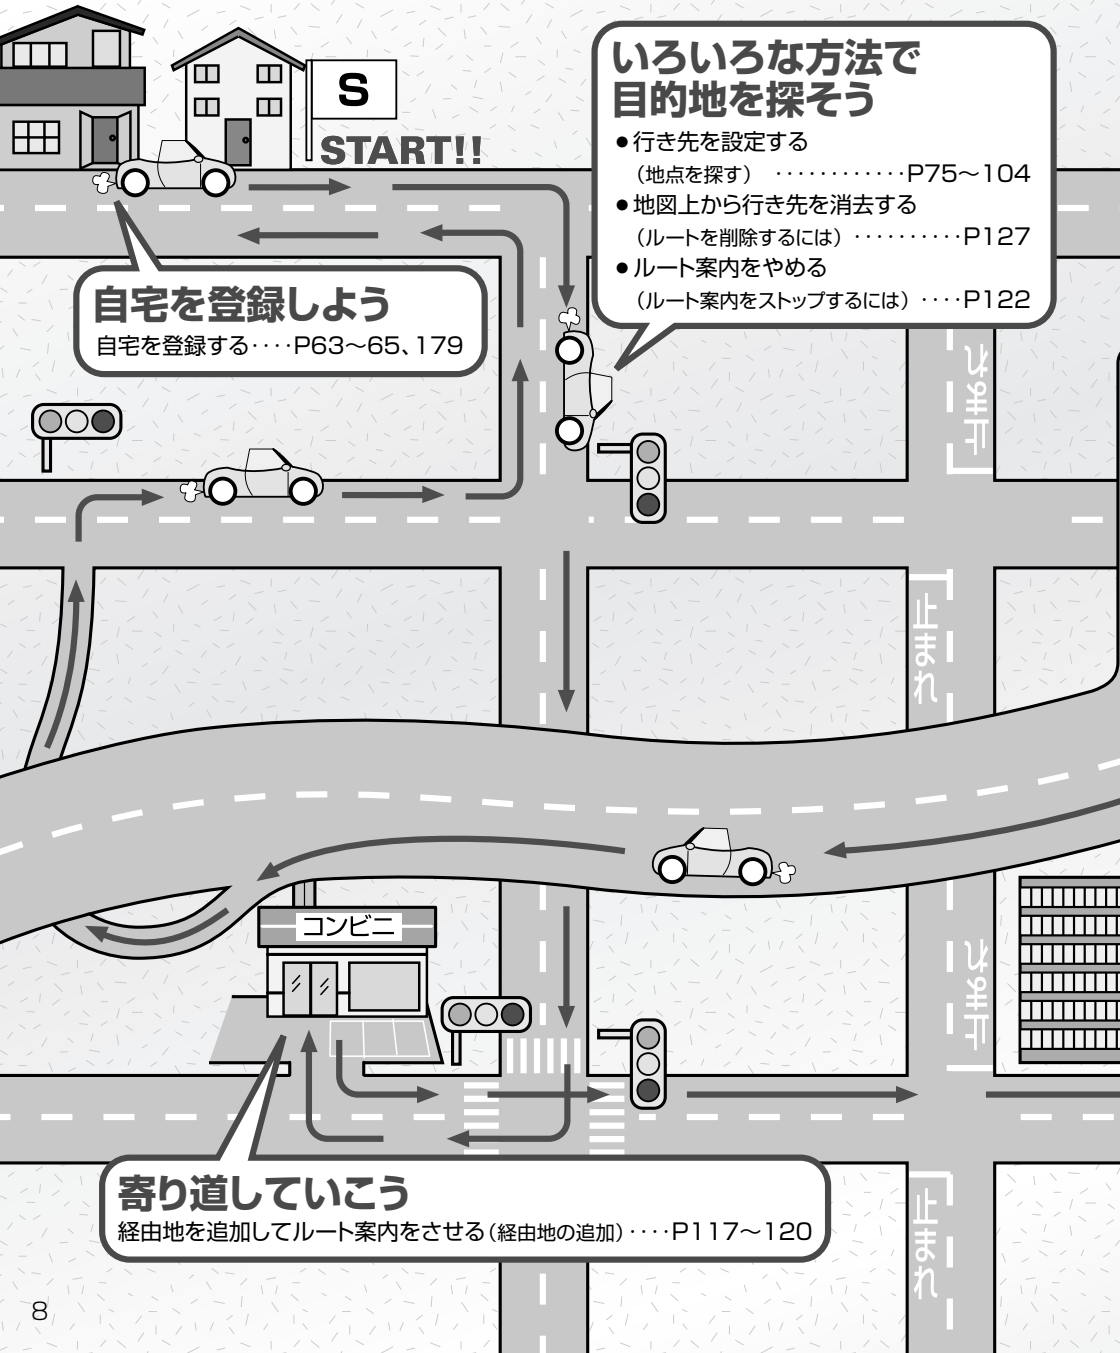 S
START!!
いろいろな方法で
目的地を探そう
●行き先を設定する
（地点を探す）‥‥‥‥‥‥P75〜104
●地図上から行き先を消去する
（ルートを削除するには）‥‥‥‥‥P127
●ルート案内をやめる
（ルート案内をストップするには）‥‥P122
自宅を登録しよう
自宅を登録する‥‥P63〜65、179
止まれ
止まれ
コンビニ
止まれ
寄り道していこう
経由地を追加してルート案内をさせる（経由地の追加）‥‥P117〜120
止まれ
8